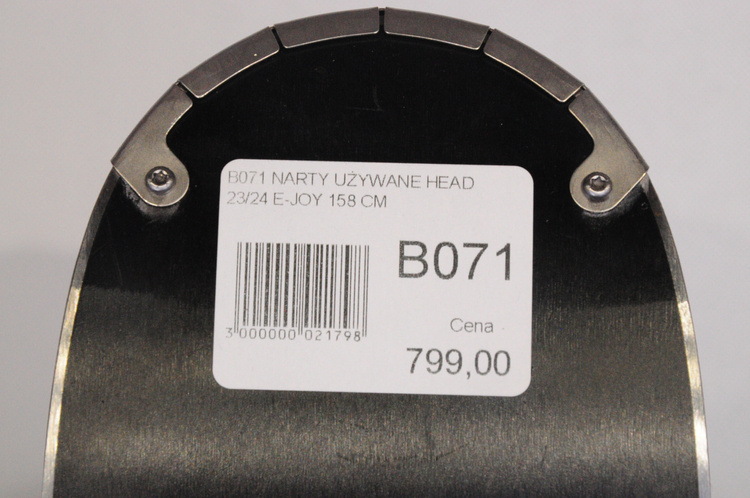 B071 NARTY UŻYWANE HEAD
23/24 E-JOY 158 CM
B071
3 000000 021798
Cena
799,00